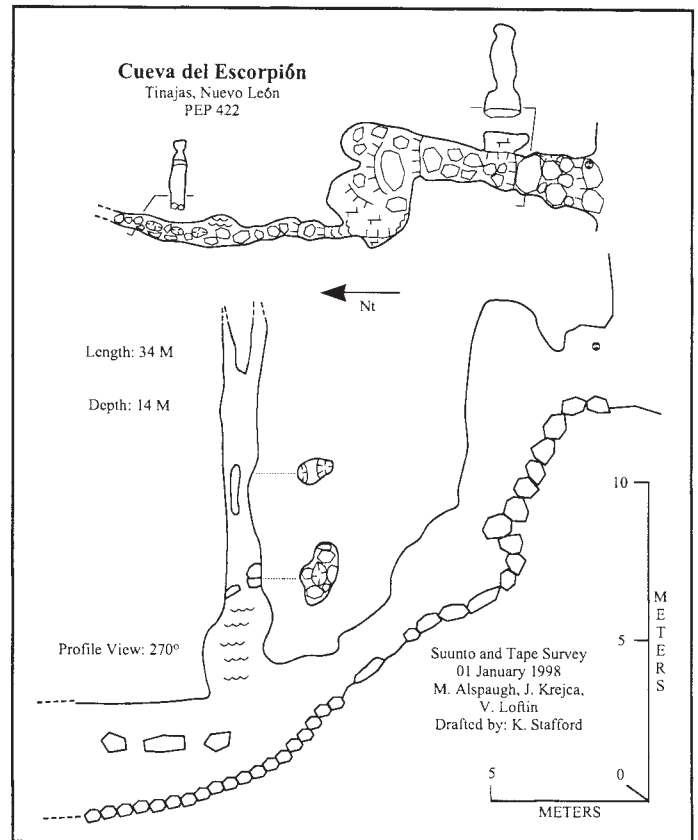 Cueva del Escorpión
Tinajas, Nuevo León
PEP 422
Nt
Length: 34 M
Depth: 14 M
Profile View: 270°
Suunto and Tape Survey
01 January 1998
M. Alspaugh, J. Krejca,
V. Loftin
Drafted by: K. Stafford
10
5
METERS
5 0
METERS